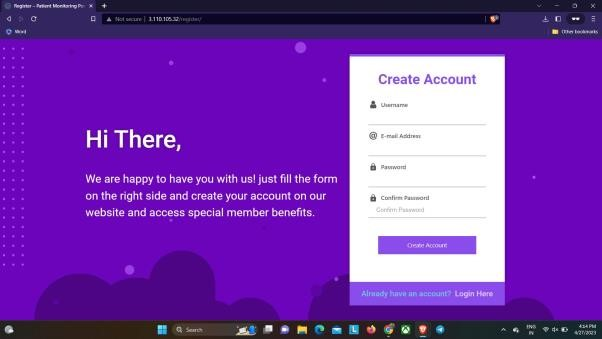 Register – Patient Monitoring Por
Not secure | 3.110.105.32/register/
Word
Other bookmarks
Create Account
Username
E-mail Address
Password
Confirm Password
Confirm Password
Create Account
Already have an account? Login Here
Hi There,
We are happy to have you with us! just fill the form
on the right side and create your account on our
website and access special member benefits.
Search
ENG
IN
4:14 PM
4/27/2023